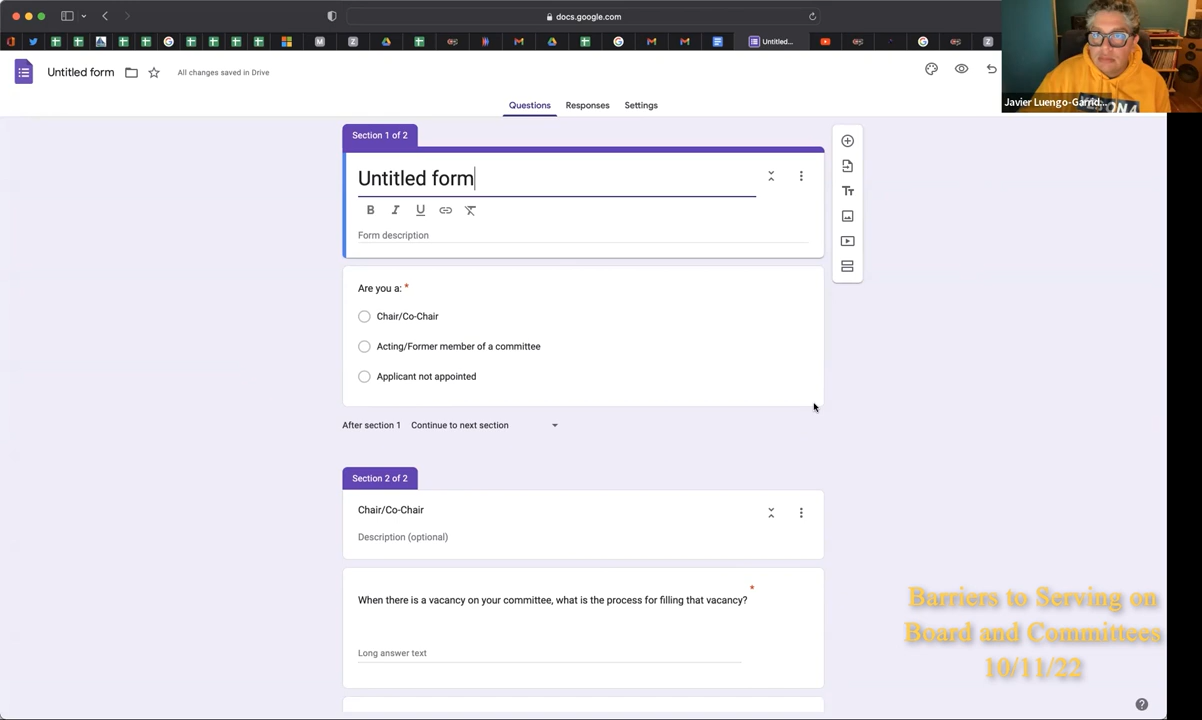 docs.google.com
Untitled...
Untitled form
All changes saved in Drive
Javier Luengo-Garrid...
Questions
Responses
Settings
Section 1 of 2
Untitled form
B I U
Form description
Are you a: *
Chair/Co-Chair
Acting/Former member of a committee
Applicant not appointed
After section 1 Continue to next section
Section 2 of 2
Chair/Co-Chair
Description (optional)
When there is a vacancy on your committee, what is the process for filling that vacancy? *
Long answer text
Barriers to Serving on
Board and Committees
10/11/22